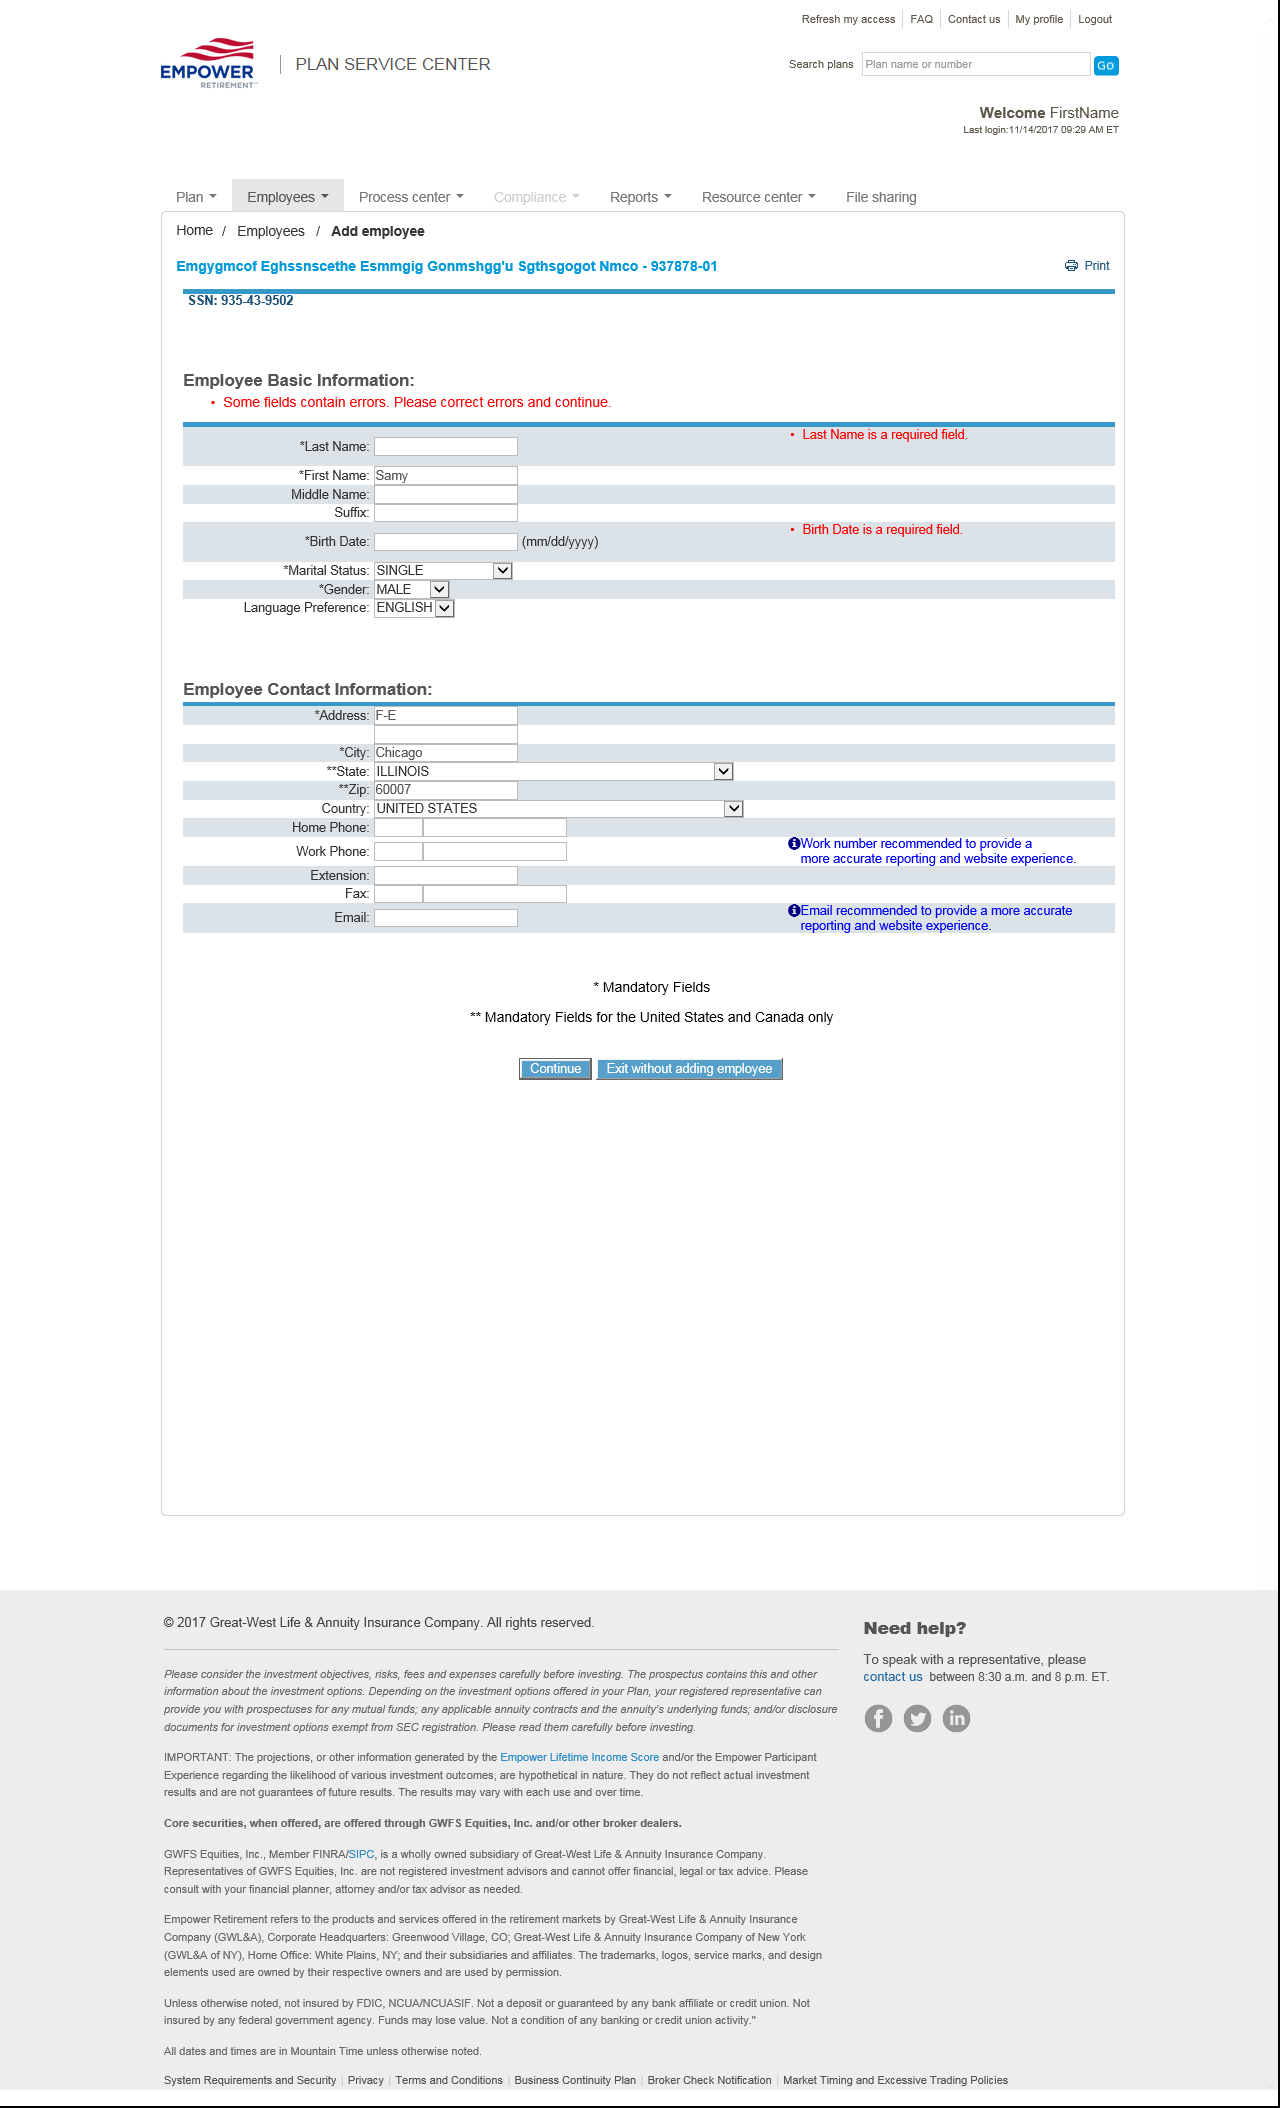 Refresh my access | FAQ | Contact us | My profile | Logout
EMPOWER
RETIREMENT™
PLAN SERVICE CENTER
Search plans Plan name or number GO
Welcome FirstName
Last login:11/14/2017 09:29 AM ET
Plan Employees Process center Compliance Reports Resource center File sharing
Home / Employees / Add employee
Emgygmcof Eghssnscethe Esmmgig Gonmshgg'u Sgthsgogot Nmco - 937878-01
Print
SSN: 935-43-9502
Employee Basic Information:
• Some fields contain errors. Please correct errors and continue.
• Last Name is a required field.
*Last Name:
*First Name: Samy
Middle Name:
Suffix:
• Birth Date is a required field.
*Birth Date: (mm/dd/yyyy)
*Marital Status: SINGLE
*Gender: MALE
Language Preference: ENGLISH
Employee Contact Information:
*Address: F-E
*City: Chicago
**State: ILLINOIS
**Zip: 60007
Country: UNITED STATES
Home Phone:
Work Phone:
Work number recommended to provide a
more accurate reporting and website experience.
Extension:
Fax:
Email:
Email recommended to provide a more accurate
reporting and website experience.
* Mandatory Fields
** Mandatory Fields for the United States and Canada only
Continue Exit without adding employee
© 2017 Great-West Life & Annuity Insurance Company. All rights reserved.
Please consider the investment objectives, risks, fees and expenses carefully before investing. The prospectus contains this and other
information about the investment options. Depending on the investment options offered in your Plan, your registered representative can
provide you with prospectuses for any mutual funds; any applicable annuity contracts and the annuity's underlying funds; and/or disclosure
documents for investment options exempt from SEC registration. Please read them carefully before investing.
IMPORTANT: The projections, or other information generated by the Empower Lifetime Income Score and/or the Empower Participant
Experience regarding the likelihood of various investment outcomes, are hypothetical in nature. They do not reflect actual investment
results and are not guarantees of future results. The results may vary with each use and over time.
Core securities, when offered, are offered through GWFS Equities, Inc. and/or other broker dealers.
GWFS Equities, Inc., Member FINRA/SIPC, is a wholly owned subsidiary of Great-West Life & Annuity Insurance Company.
Representatives of GWFS Equities, Inc. are not registered investment advisors and cannot offer financial, legal or tax advice. Please
consult with your financial planner, attorney and/or tax advisor as needed.
Empower Retirement refers to the products and services offered in the retirement markets by Great-West Life & Annuity Insurance
Company (GWL&A), Corporate Headquarters: Greenwood Village, CO; Great-West Life & Annuity Insurance Company of New York
(GWL&A of NY), Home Office: White Plains, NY; and their subsidiaries and affiliates. The trademarks, logos, service marks, and design
elements used are owned by their respective owners and are used by permission.
Unless otherwise noted, not insured by FDIC, NCUA/NCUASIF. Not a deposit or guaranteed by any bank affiliate or credit union. Not
insured by any federal government agency. Funds may lose value. Not a condition of any banking or credit union activity."
All dates and times are in Mountain Time unless otherwise noted.
System Requirements and Security | Privacy | Terms and Conditions | Business Continuity Plan | Broker Check Notification | Market Timing and Excessive Trading Policies
Need help?
To speak with a representative, please
contact us between 8:30 a.m. and 8 p.m. ET.